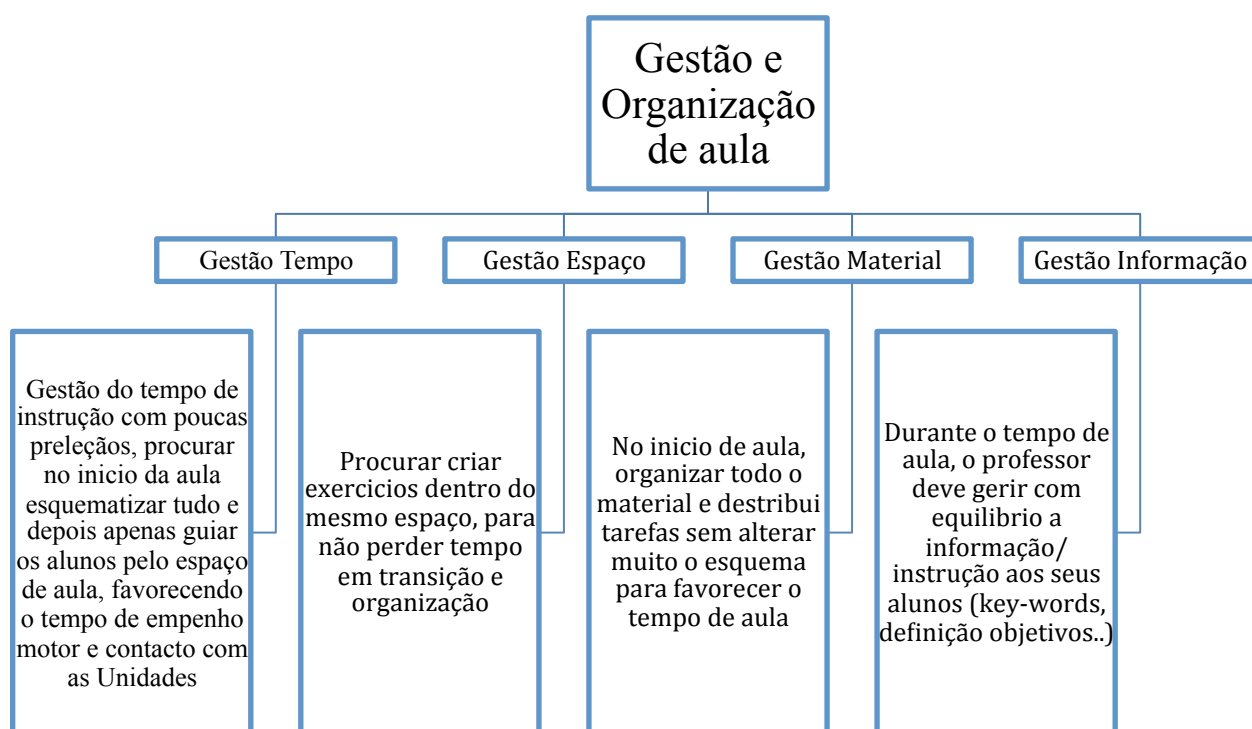 Gestão e
Organização
de aula
Gestão Tempo
Gestão Espaço
Gestão Material
Gestão Informação
Gestão do tempo de
instrução com poucas
preleções, procurar
no inicio da aula
esquematizar tudo e
depois apenas guiar
os alunos pelo espaço
de aula, favorecendo
o tempo de empenho
motor e contacto com
as Unidades
Procurar criar
exercicios dentro do
mesmo espaço, para
não perder tempo
em transição e
organização
No inicio de aula,
organizar todo o
material e destribui
tarefas sem alterar
muito o esquema
para favorecer o
tempo de aula
Durante o tempo de
aula, o professor
deve gerir com
equilibrio a
informação/
instrução aos seus
alunos (key-words,
definição objetivos..)